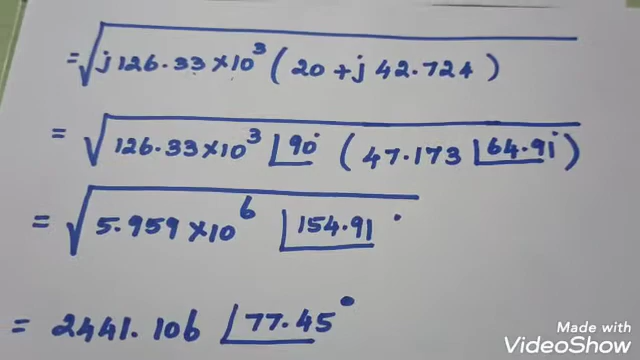 = √j126.33×10³ (20 + j 42.724)
= √126.33×10³ ∠90° (47.173 ∠64.91°)
= √5.959×10⁶ ∠154.91°
= 2441.106 ∠77.45°
Made with
VideoShow